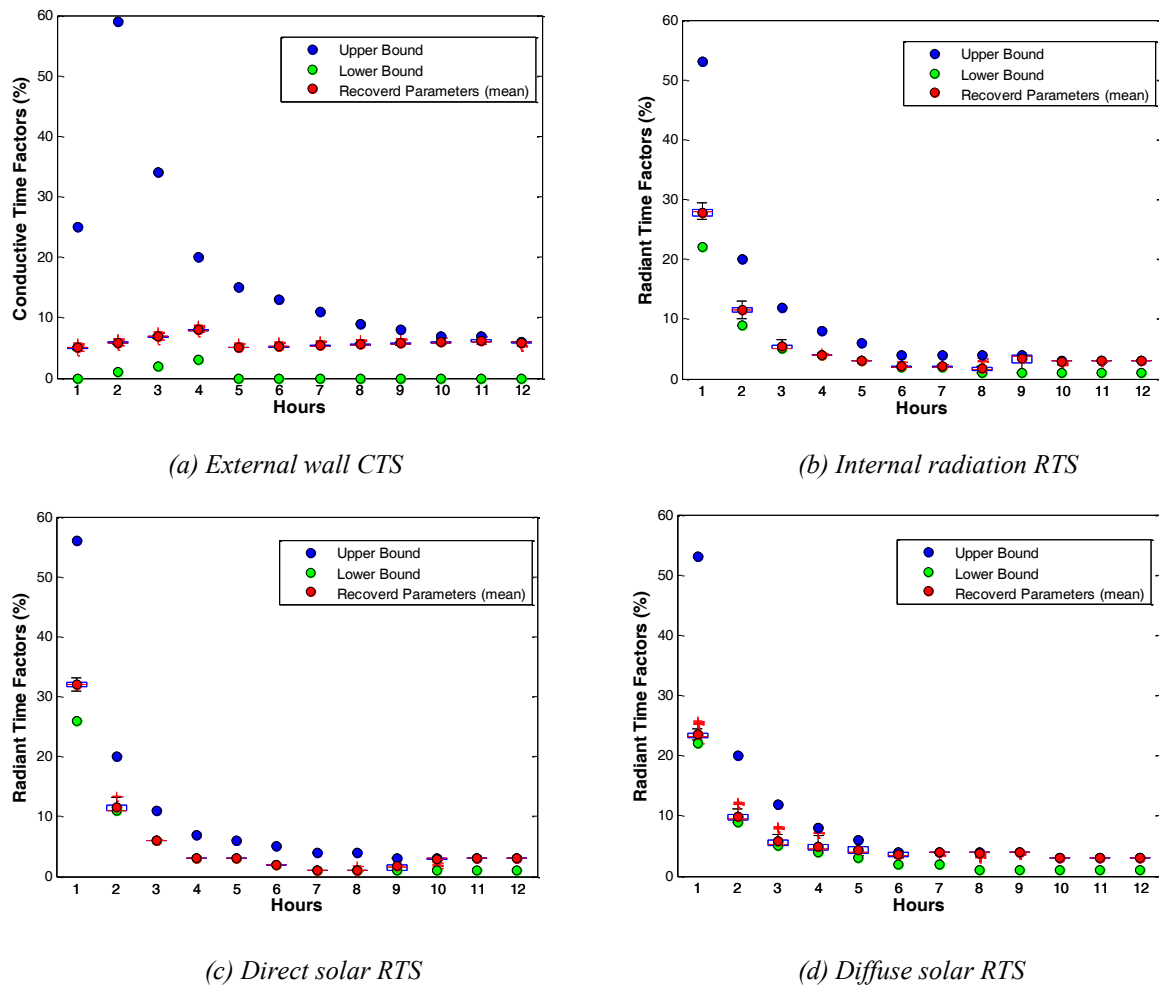 60
50
40
30
20
10
0
Conductive Time Factors (%)
Upper Bound
Lower Bound
Recoverd Parameters (mean)
1 2 3 4 5 6 7 8 9 10 11 12
Hours
(a) External wall CTS
60
50
40
30
20
10
0
Radiant Time Factors (%)
Upper Bound
Lower Bound
Recoverd Parameters (mean)
1 2 3 4 5 6 7 8 9 10 11 12
Hours
(b) Internal radiation RTS
60
50
40
30
20
10
0
Radiant Time Factors (%)
Upper Bound
Lower Bound
Recoverd Parameters (mean)
1 2 3 4 5 6 7 8 9 10 11 12
Hours
(c) Direct solar RTS
60
50
40
30
20
10
0
Radiant Time Factors (%)
Upper Bound
Lower Bound
Recoverd Parameters (mean)
1 2 3 4 5 6 7 8 9 10 11 12
Hours
(d) Diffuse solar RTS